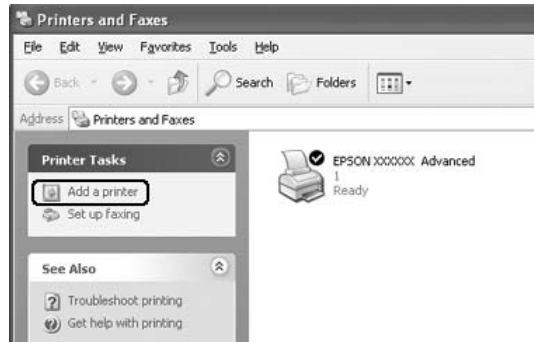 Printers and Faxes
File Edit View Favorites Tools Help
Back Search Folders
Address Printers and Faxes
Printer Tasks
Add a printer
Set up faxing
See Also
Troubleshoot printing
Get help with printing
EPSON XXXXXX Advanced
1
Ready